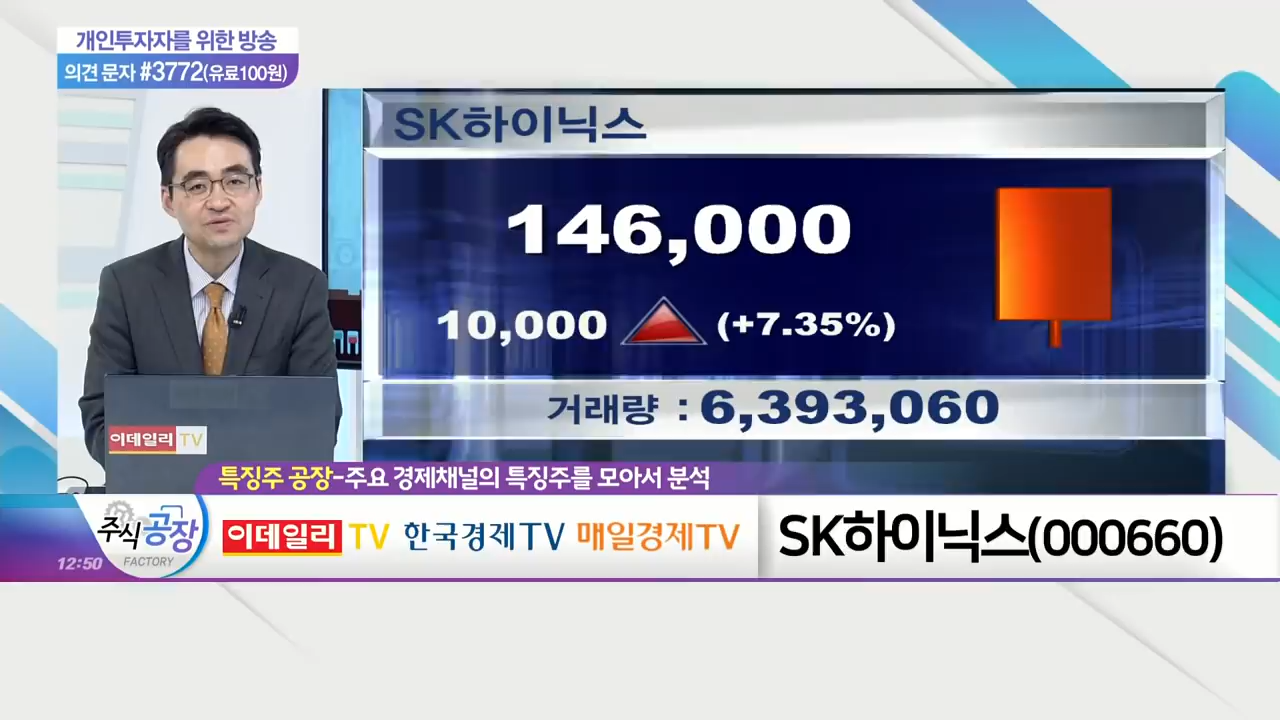 개인투자자를 위한 방송
의견 문자 #3772(유료100원)
SK하이닉스
146,000
10,000 (+7.35%)
거래량 : 6,393,060
이데일리 TV
특징주 공장-주요 경제채널의 특징주를 모아서 분석
주식공장
FACTORY
12:50
이데일리 TV 한국경제TV 매일경제TV
SK하이닉스(000660)